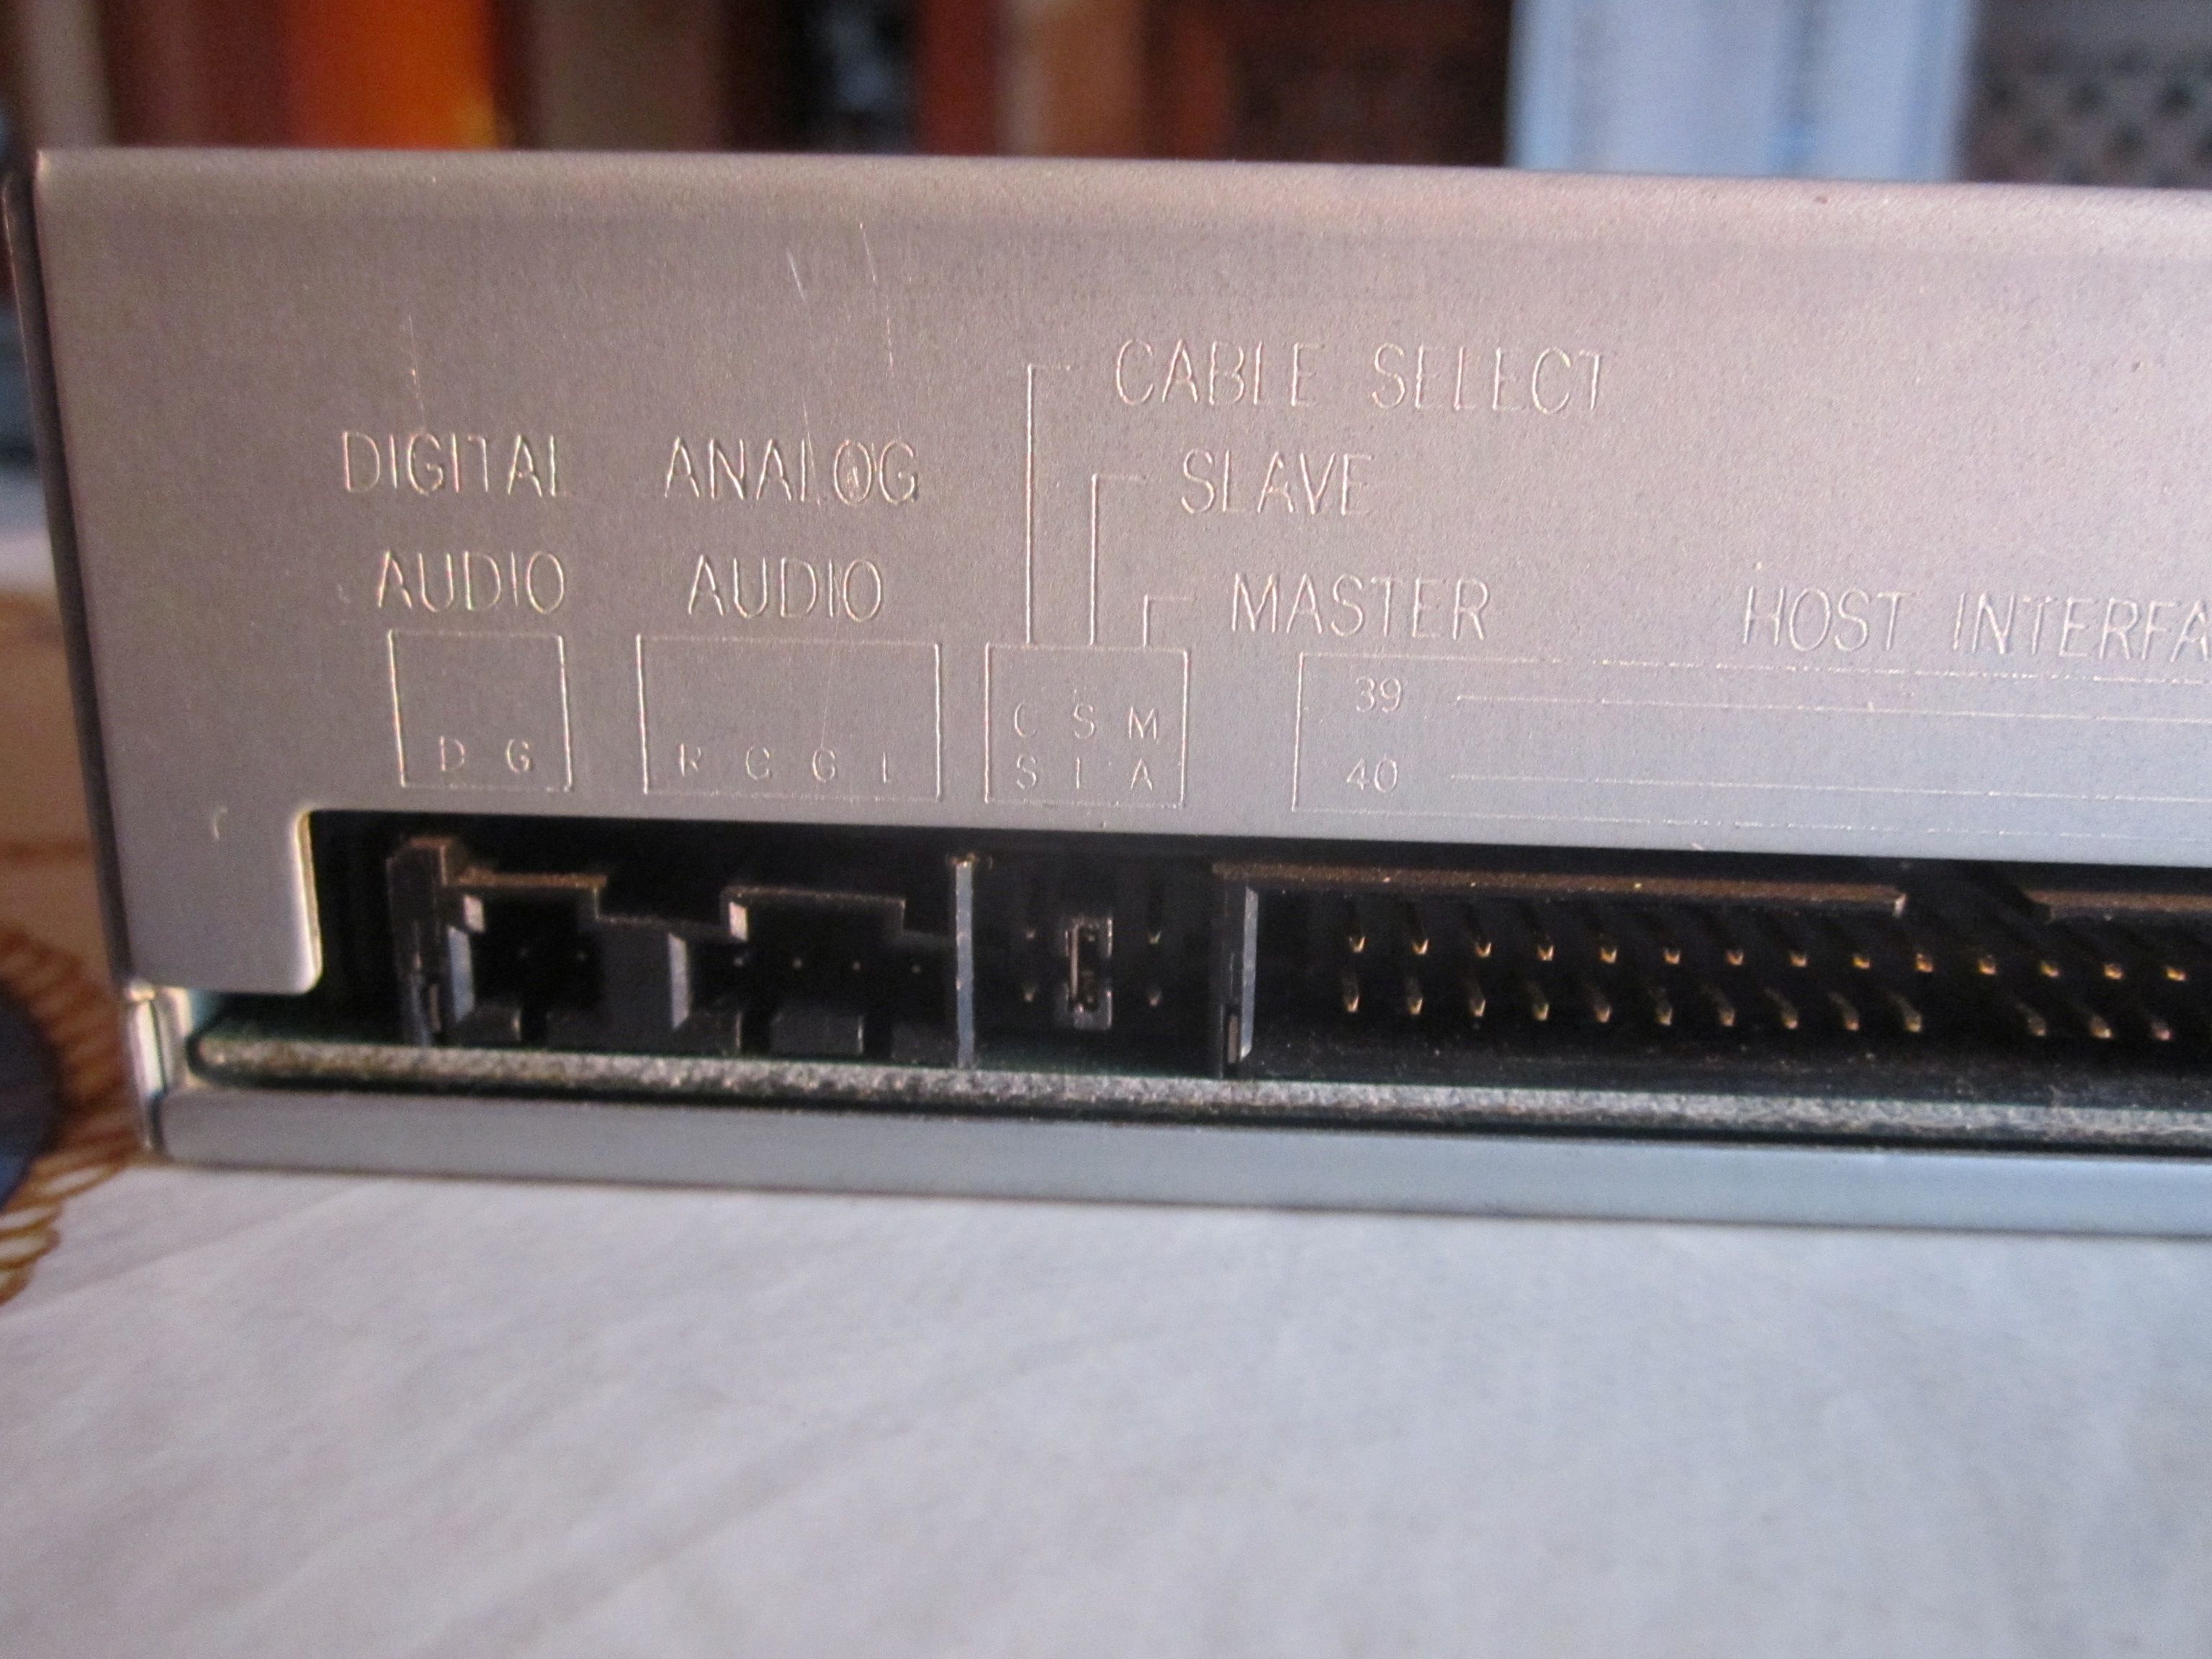 CABLE SELECT
DIGITAL ANALOG SLAVE
AUDIO AUDIO MASTER HOST INTERFA
C S M 39
D G R G G L S L A 40